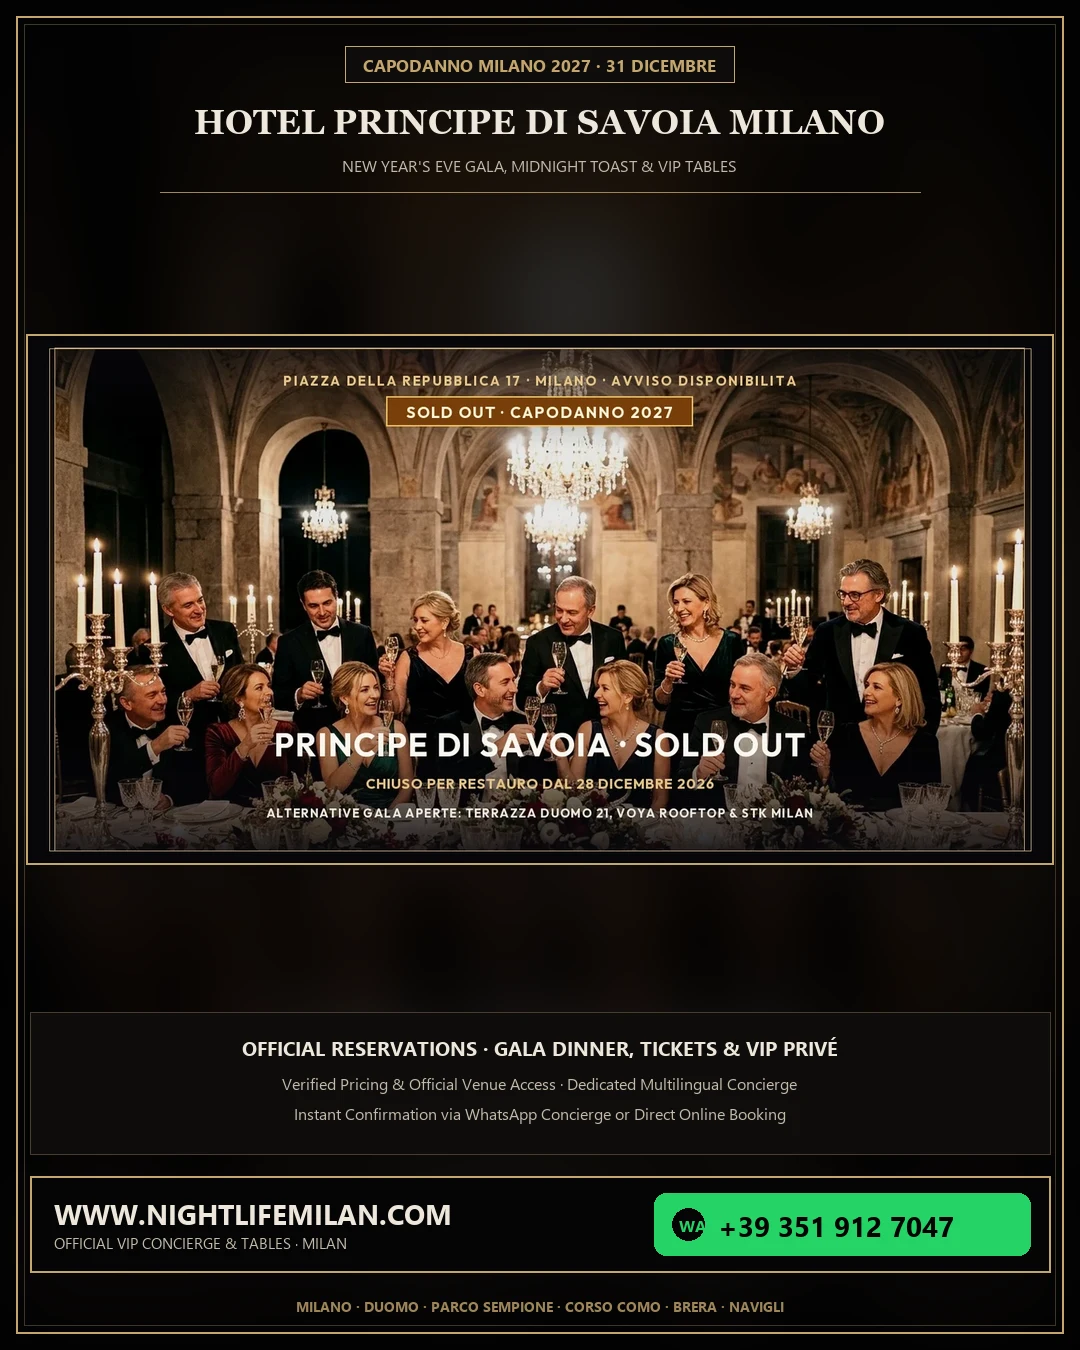 CAPODANNO MILANO 2027 · 31 DICEMBRE
HOTEL PRINCIPE DI SAVOIA MILANO
NEW YEAR'S EVE GALA, MIDNIGHT TOAST & VIP TABLES
PIAZZA DELLA REPUBBLICA 17 · MILANO · AVVISO DISPONIBILITA
SOLD OUT · CAPODANNO 2027
PRINCIPE DI SAVOIA · SOLD OUT
CHIUSO PER RESTAURO DAL 28 DICEMBRE 2026
ALTERNATIVE GALA APERTE: TERRAZZA DUOMO 21, VOYA ROOFTOP & STK MILAN
OFFICIAL RESERVATIONS · GALA DINNER, TICKETS & VIP PRIVÉ
Verified Pricing & Official Venue Access · Dedicated Multilingual Concierge
Instant Confirmation via WhatsApp Concierge or Direct Online Booking
WWW.NIGHTLIFEMILAN.COM
OFFICIAL VIP CONCIERGE & TABLES · MILAN
WA +39 351 912 7047
MILANO · DUOMO · PARCO SEMPIONE · CORSO COMO · BRERA · NAVIGLI